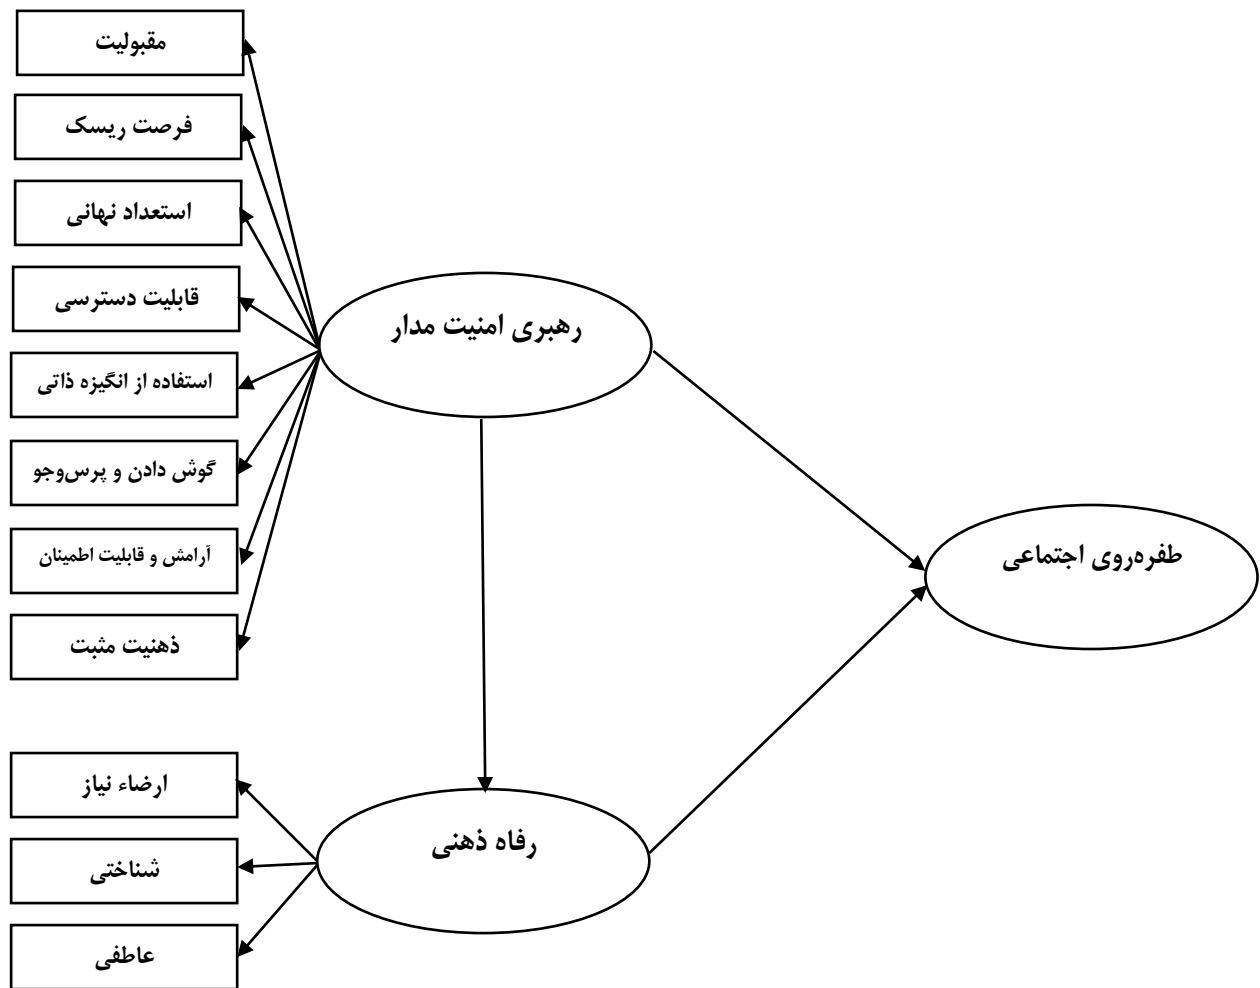 مقبولیت
فرصت ریسک
استعداد نهانی
قابلیت دسترسی
رهبری امنیت مدار
استفاده از انگیزه ذاتی
گوش دادن و پرس‌وجو
آرامش و قابلیت اطمینان
طفره‌روی اجتماعی
ذهنیت مثبت
ارضاء نیاز
رفاه ذهنی
شناختی
عاطفی